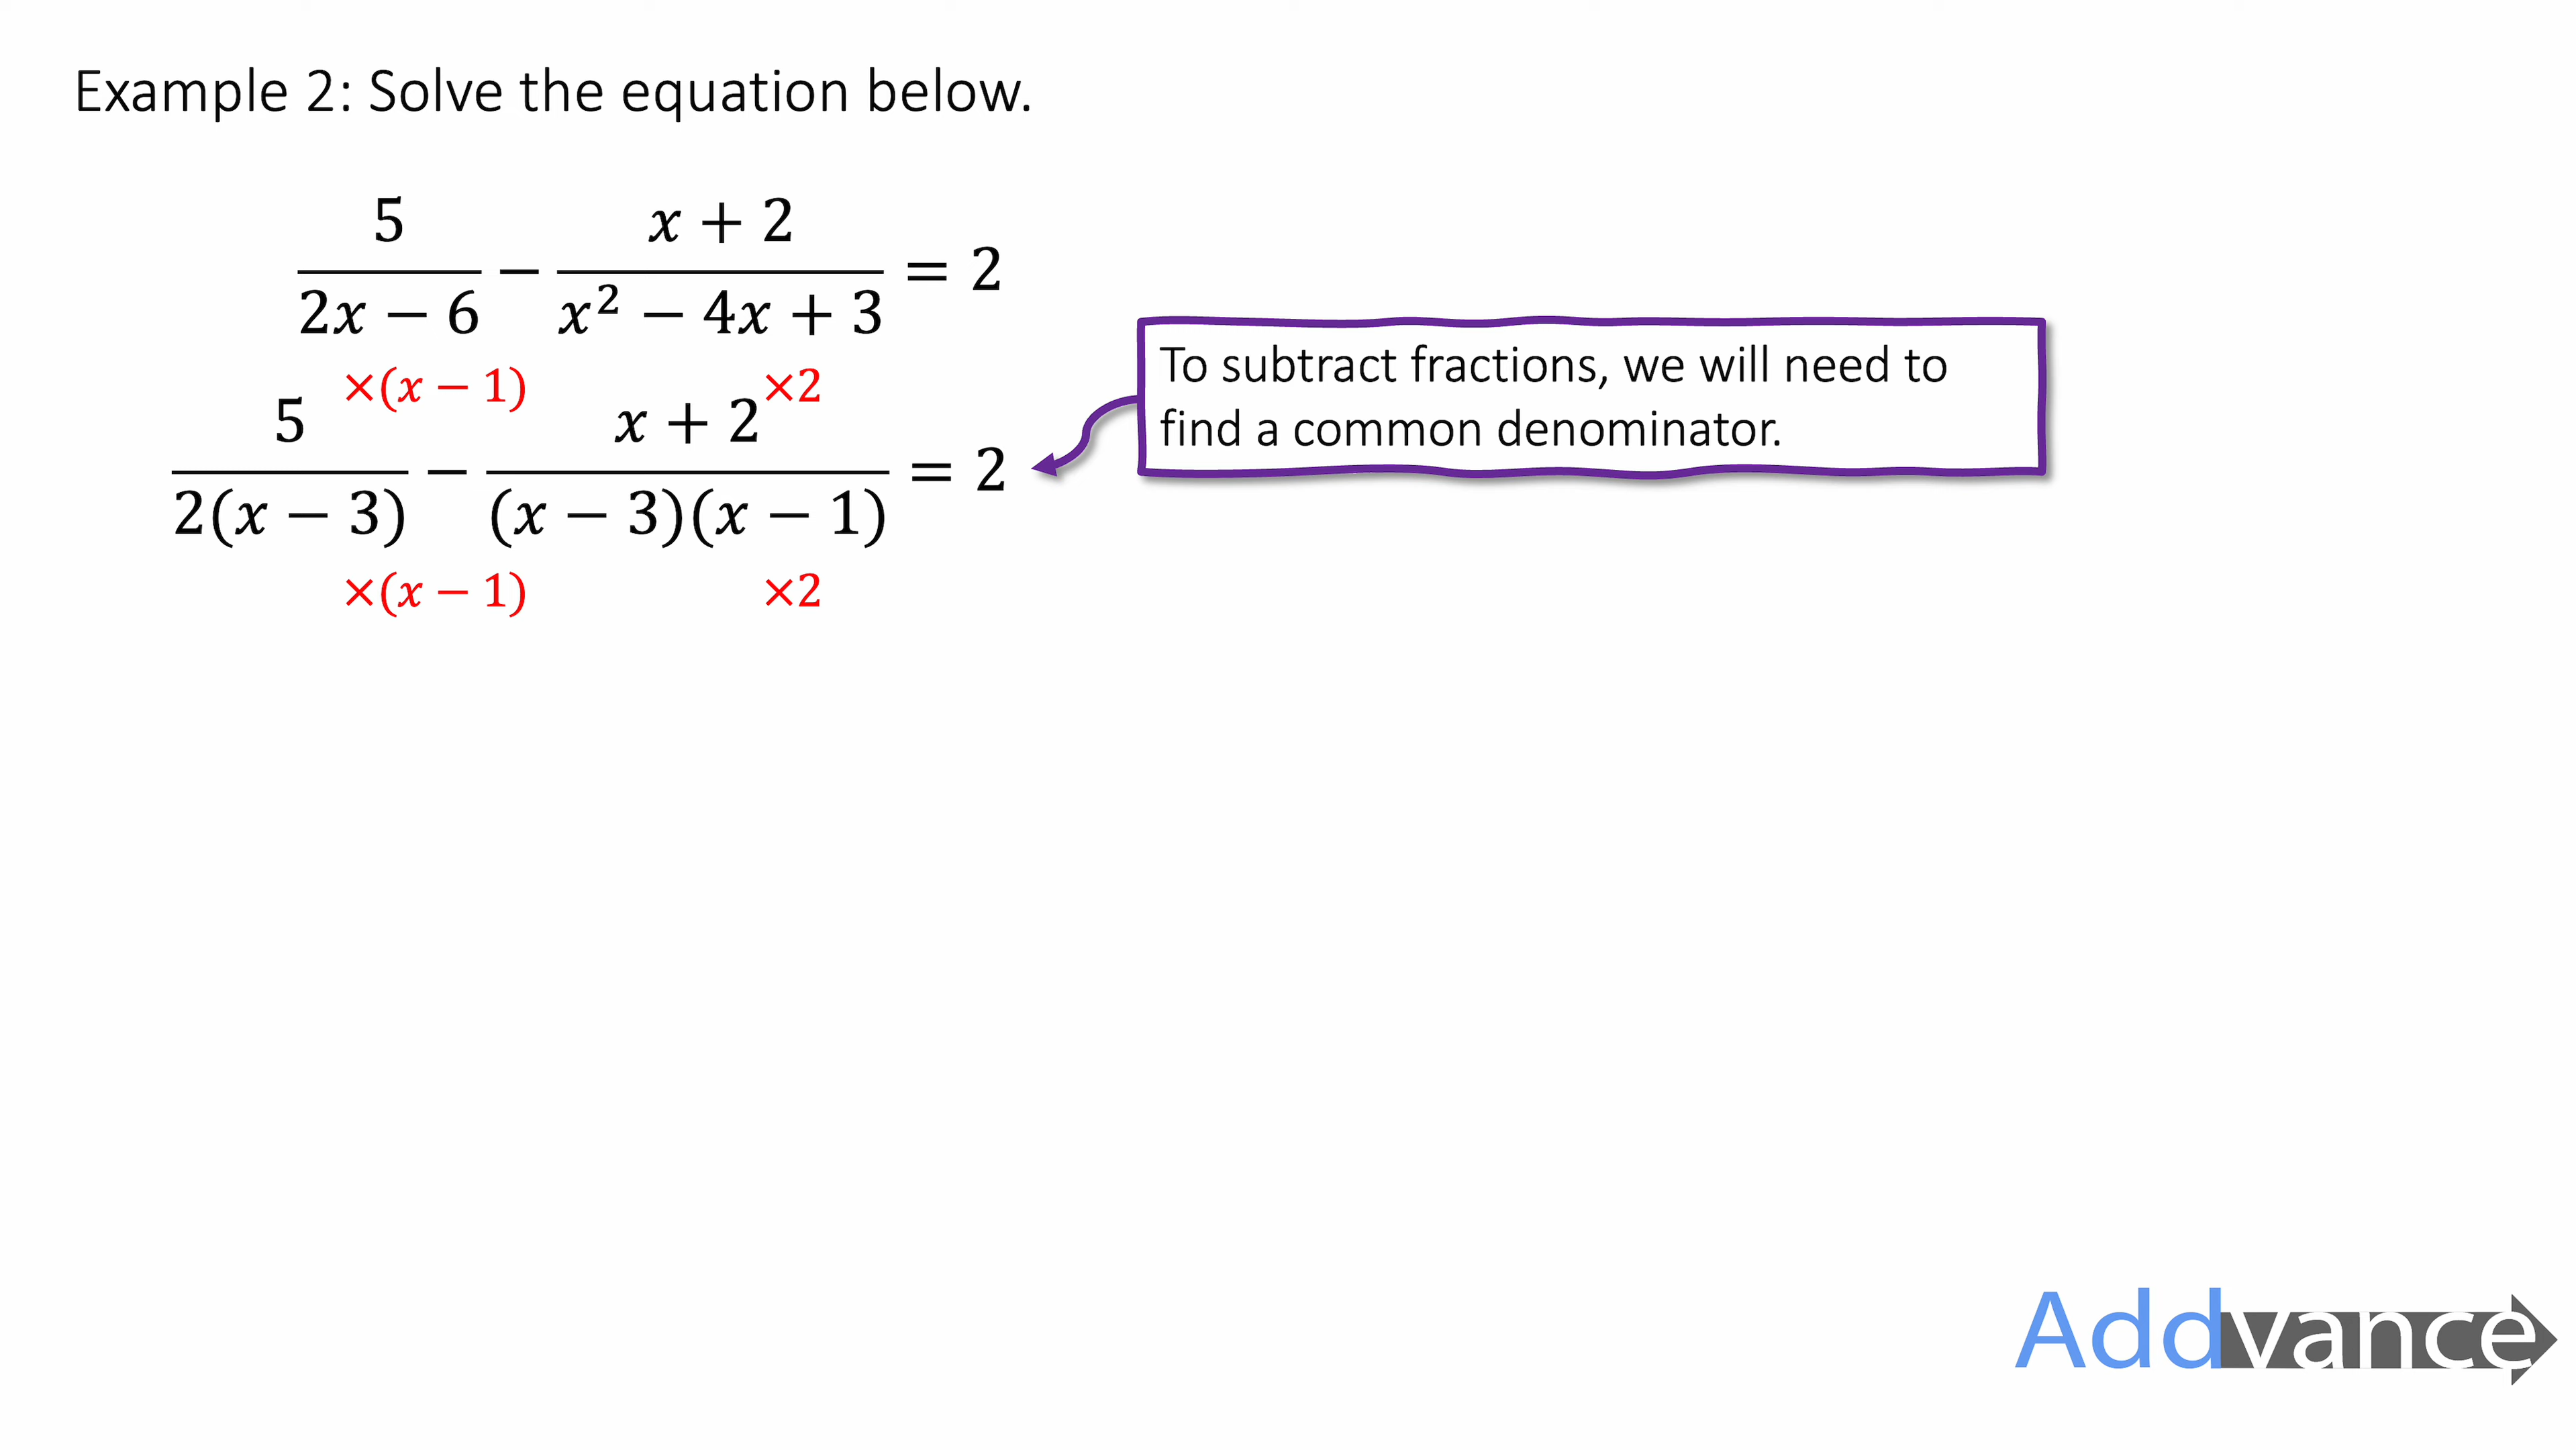 Example 2: Solve the equation below.
5/(2x − 6) − (x + 2)/(x² − 4x + 3) = 2
×(x − 1) ×2
5/(2(x − 3)) − (x + 2)/((x − 3)(x − 1)) = 2
×(x − 1) ×2
To subtract fractions, we will need to
find a common denominator.
Addvance